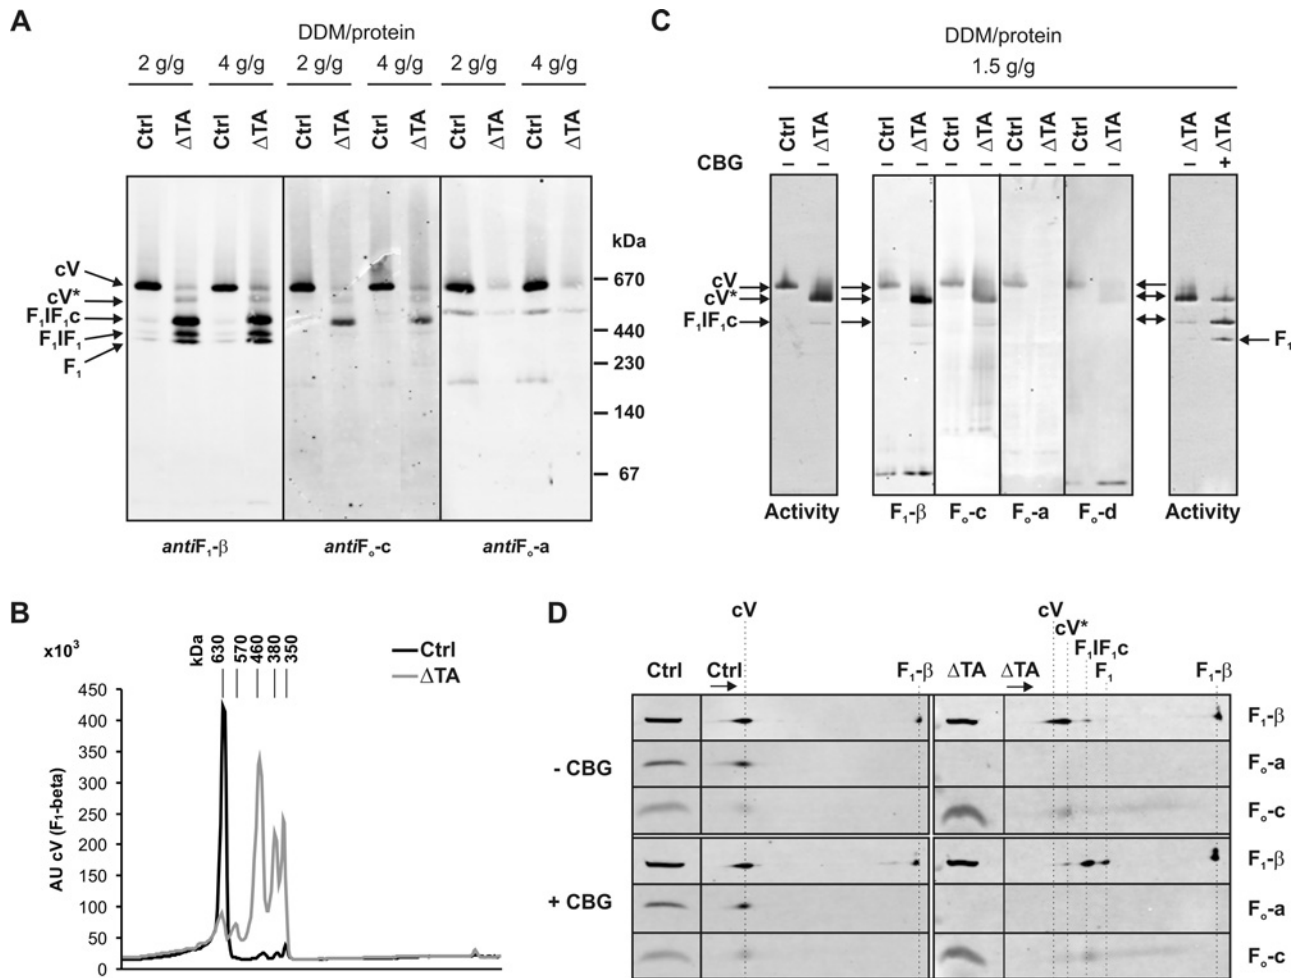 A
DDM/protein
2 g/g 4 g/g 2 g/g 4 g/g 2 g/g 4 g/g
Ctrl ΔTA Ctrl ΔTA Ctrl ΔTA Ctrl ΔTA Ctrl ΔTA Ctrl ΔTA
kDa
cV
cV*
F₁IF₁c
F₁IF₁
F₁
670
440
230
140
67
antiF₁-β antiFₒ-c antiFₒ-a
C
DDM/protein
1.5 g/g
Ctrl ΔTA Ctrl ΔTA Ctrl ΔTA Ctrl ΔTA Ctrl ΔTA ΔTA ΔTA
CBG – – – – – – – – – – – +
cV
cV*
F₁IF₁c
F₁
Activity F₁-β Fₒ-c Fₒ-a Fₒ-d Activity
B
x10³
kDa 630 570 460 380 350
Ctrl
ΔTA
AU cV (F₁-beta)
450
400
350
300
250
200
150
100
50
0
D
cV cV
cV*
F₁IF₁c
F₁
Ctrl Ctrl F₁-β ΔTA ΔTA F₁-β
F₁-β
- CBG Fₒ-a
Fₒ-c
F₁-β
+ CBG Fₒ-a
Fₒ-c